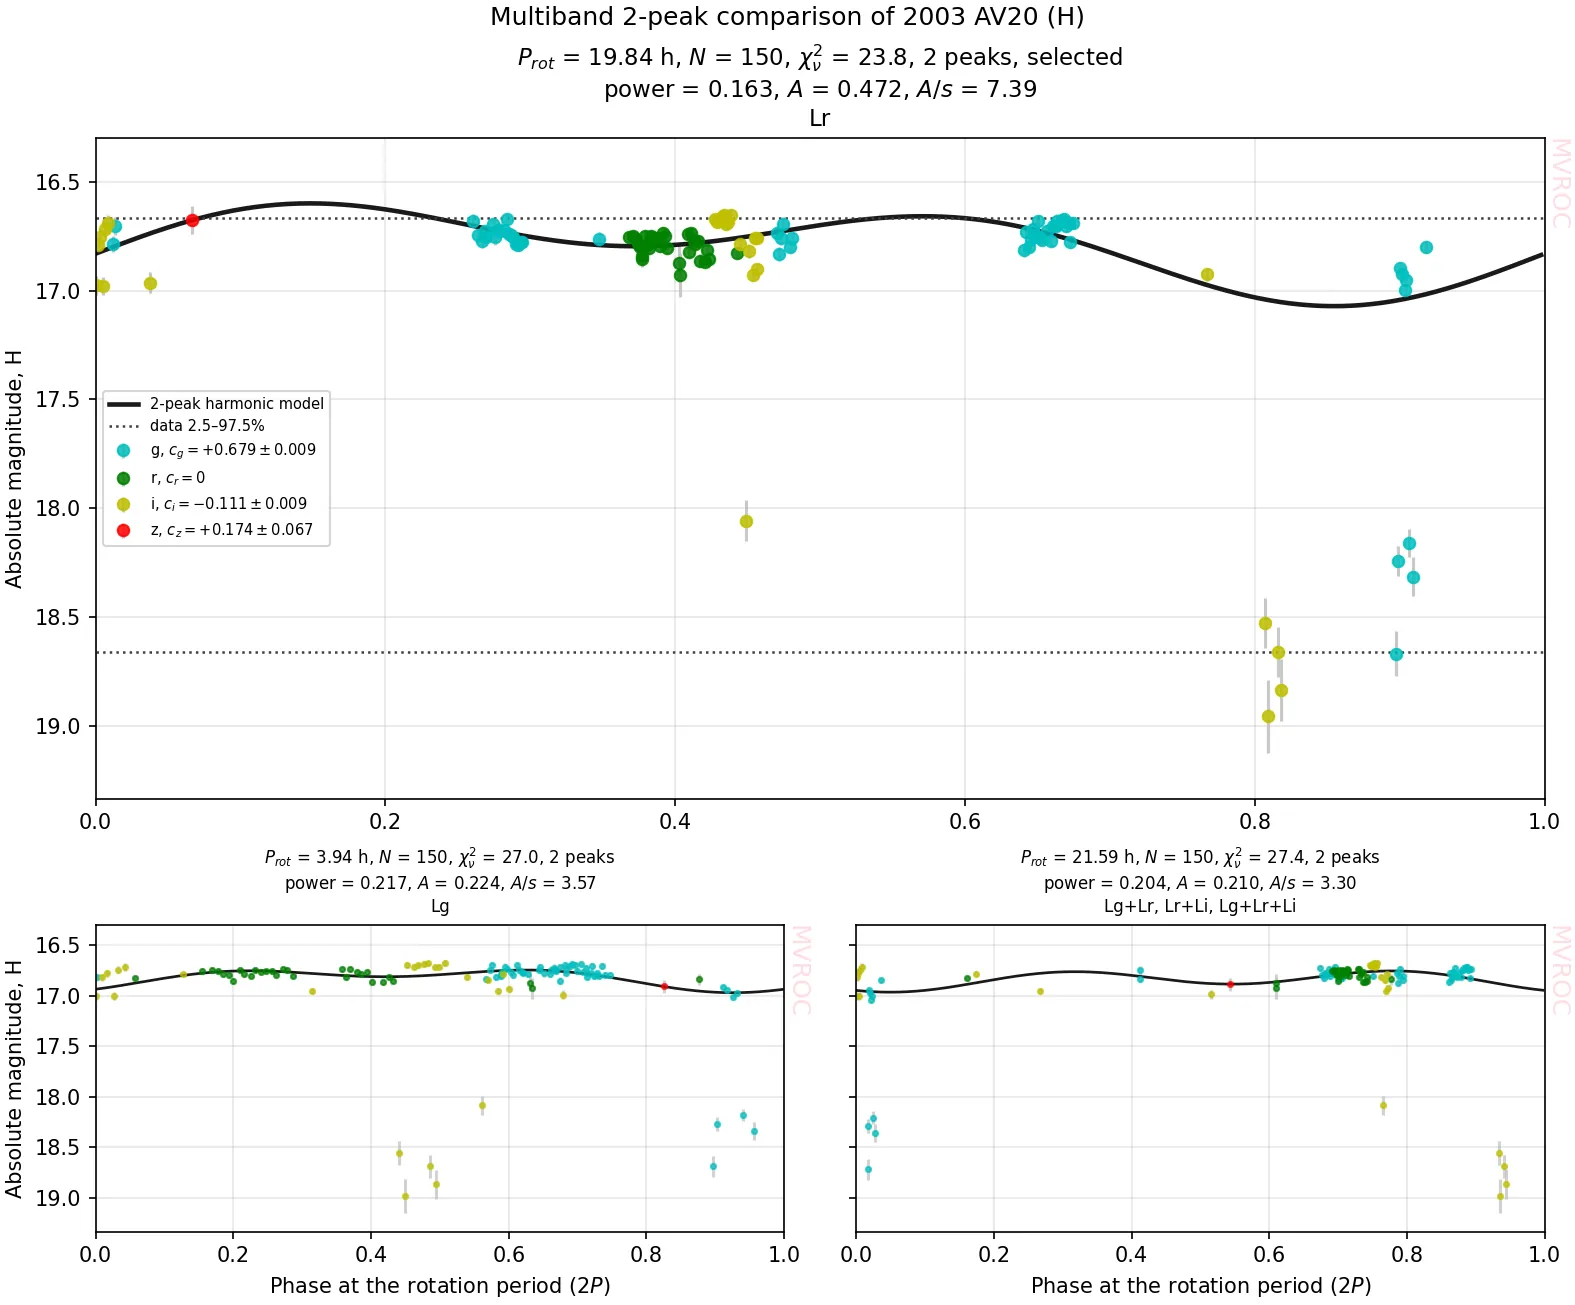 Multiband 2-peak comparison of 2003 AV20 (H)
P_rot = 19.84 h, N = 150, χ²_ν = 23.8, 2 peaks, selected
power = 0.163, A = 0.472, A/s = 7.39
Lr
MVROC
16.5
17.0
17.5
18.0
18.5
19.0
Absolute magnitude, H
2-peak harmonic model
data 2.5–97.5%
g, c_g = +0.679 ± 0.009
r, c_r = 0
i, c_i = −0.111 ± 0.009
z, c_z = +0.174 ± 0.067
0.0 0.2 0.4 0.6 0.8 1.0
P_rot = 3.94 h, N = 150, χ²_ν = 27.0, 2 peaks
power = 0.217, A = 0.224, A/s = 3.57
Lg
MVROC
16.5
17.0
17.5
18.0
18.5
19.0
Absolute magnitude, H
0.0 0.2 0.4 0.6 0.8 1.0
Phase at the rotation period (2P)
P_rot = 21.59 h, N = 150, χ²_ν = 27.4, 2 peaks
power = 0.204, A = 0.210, A/s = 3.30
Lg+Lr, Lr+Li, Lg+Lr+Li
MVROC
0.0 0.2 0.4 0.6 0.8 1.0
Phase at the rotation period (2P)